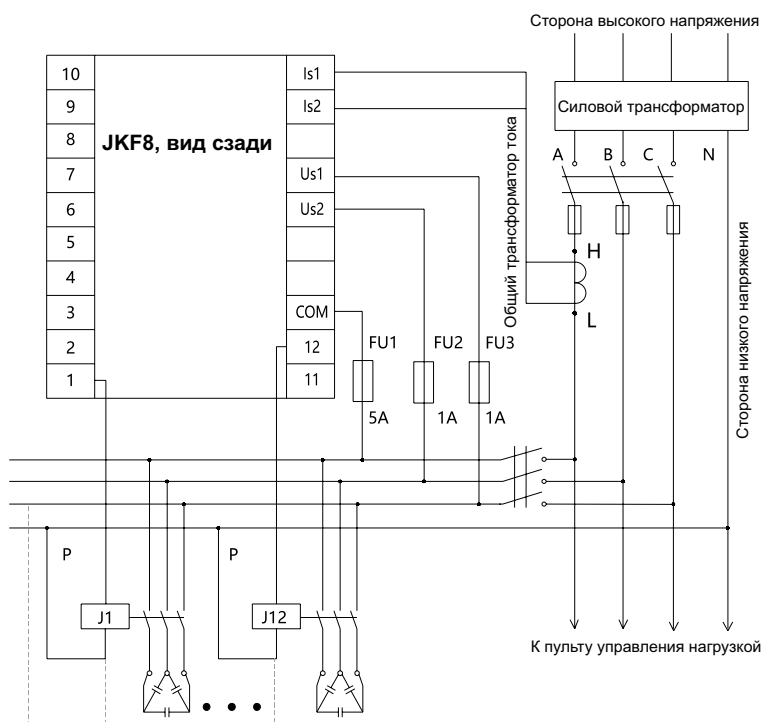 Сторона высокого напряжения
Силовой трансформатор
JKF8, вид сзади
10
9
8
7
6
5
4
3
2
1
Is1
Is2
Us1
Us2
COM
12
11
Общий трансформатор тока
A
B
C
N
H
L
Сторона низкого напряжения
FU1
FU2
FU3
5A
1A
1A
P
P
J1
J12
К пульту управления нагрузкой